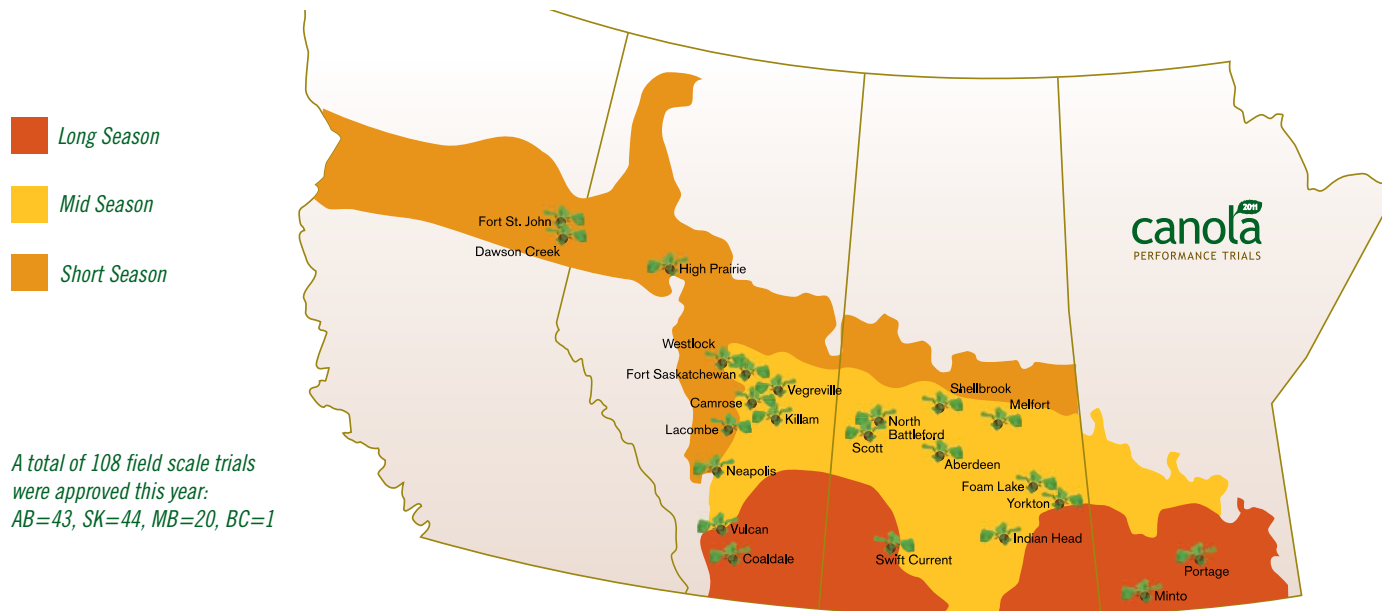 Long Season
Mid Season
Short Season
A total of 108 field scale trials
were approved this year:
AB=43, SK=44, MB=20, BC=1
2011
canola
PERFORMANCE TRIALS
Fort St. John
Dawson Creek
High Prairie
Westlock
Fort Saskatchewan
Vegreville
Camrose
Killam
Lacombe
Neapolis
Vulcan
Coaldale
Shellbrook
Melfort
North
Battleford
Scott
Aberdeen
Foam Lake
Yorkton
Indian Head
Swift Current
Portage
Minto